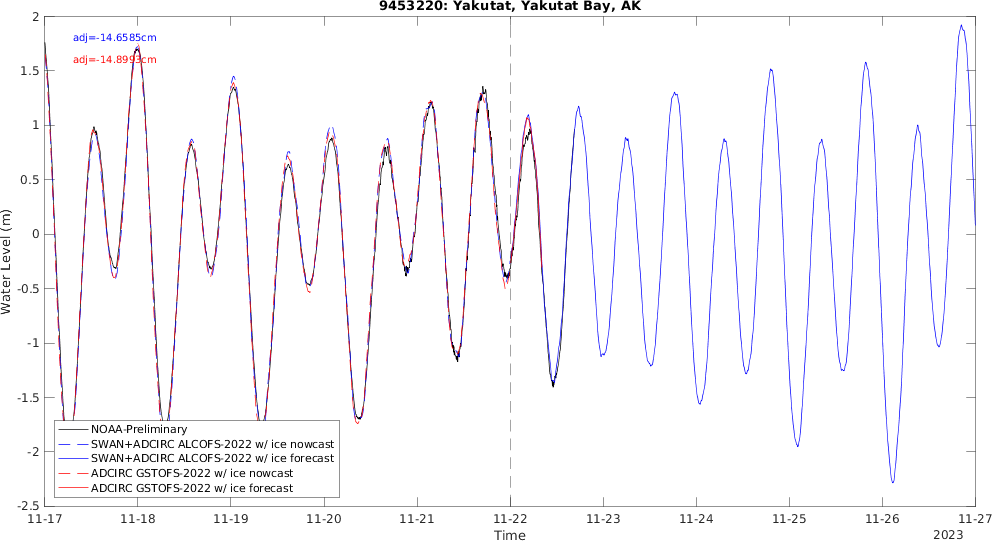 9453220: Yakutat, Yakutat Bay, AK
adj=-14.6585cm
adj=-14.8993cm
2
1.5
1
0.5
0
-0.5
-1
-1.5
-2
-2.5
Water Level (m)
NOAA-Preliminary
SWAN+ADCIRC ALCOFS-2022 w/ ice nowcast
SWAN+ADCIRC ALCOFS-2022 w/ ice forecast
ADCIRC GSTOFS-2022 w/ ice nowcast
ADCIRC GSTOFS-2022 w/ ice forecast
11-17 11-18 11-19 11-20 11-21 11-22 11-23 11-24 11-25 11-26 11-27
Time
2023